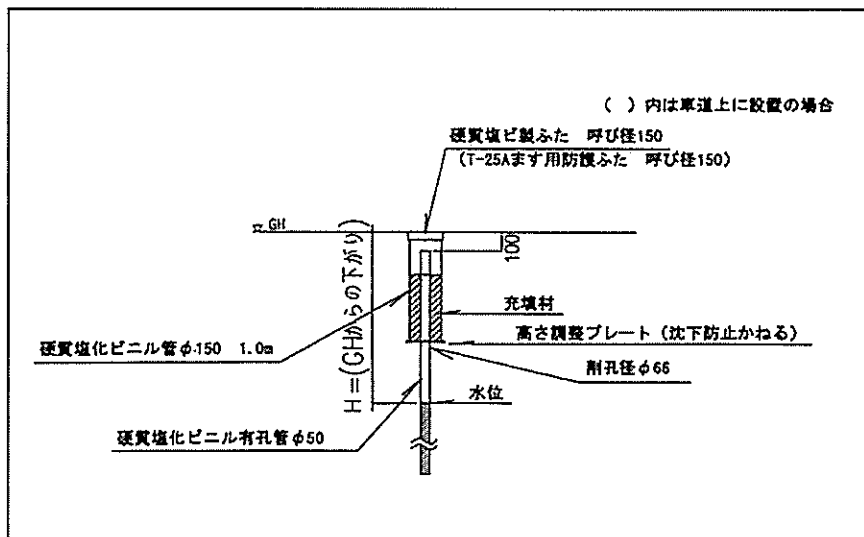 ( ) 内は車道上に設置の場合
硬質塩ビ製ふた 呼び径150
(T-25Aます用防護ふた 呼び径150)
GH
100
H=(GHからの下がり)
充填材
高さ調整プレート(沈下防止かねる)
硬質塩化ビニル管φ150 1.0m
削孔径φ66
水位
硬質塩化ビニル有孔管φ50